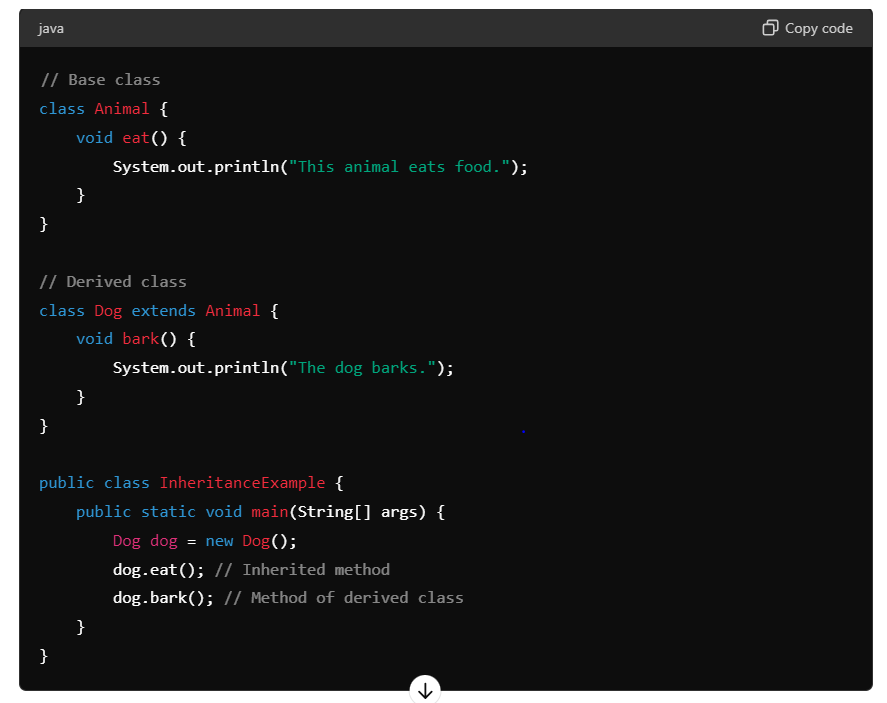 java
Copy code
// Base class
class Animal {
    void eat() {
        System.out.println("This animal eats food.");
    }
}

// Derived class
class Dog extends Animal {
    void bark() {
        System.out.println("The dog barks.");
    }
}

public class InheritanceExample {
    public static void main(String[] args) {
        Dog dog = new Dog();
        dog.eat(); // Inherited method
        dog.bark(); // Method of derived class
    }
}